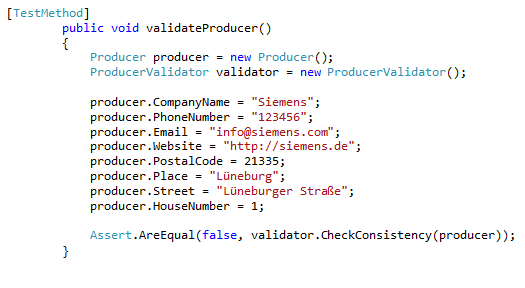 [TestMethod]
public void validateProducer()
{
Producer producer = new Producer();
ProducerValidator validator = new ProducerValidator();
producer.CompanyName = "Siemens";
producer.PhoneNumber = "123456";
producer.Email = "info@siemens.com";
producer.Website = "http://siemens.de";
producer.PostalCode = 21335;
producer.Place = "Lüneburg";
producer.Street = "Lüneburger Straße";
producer.HouseNumber = 1;
Assert.AreEqual(false, validator.CheckConsistency(producer));
}